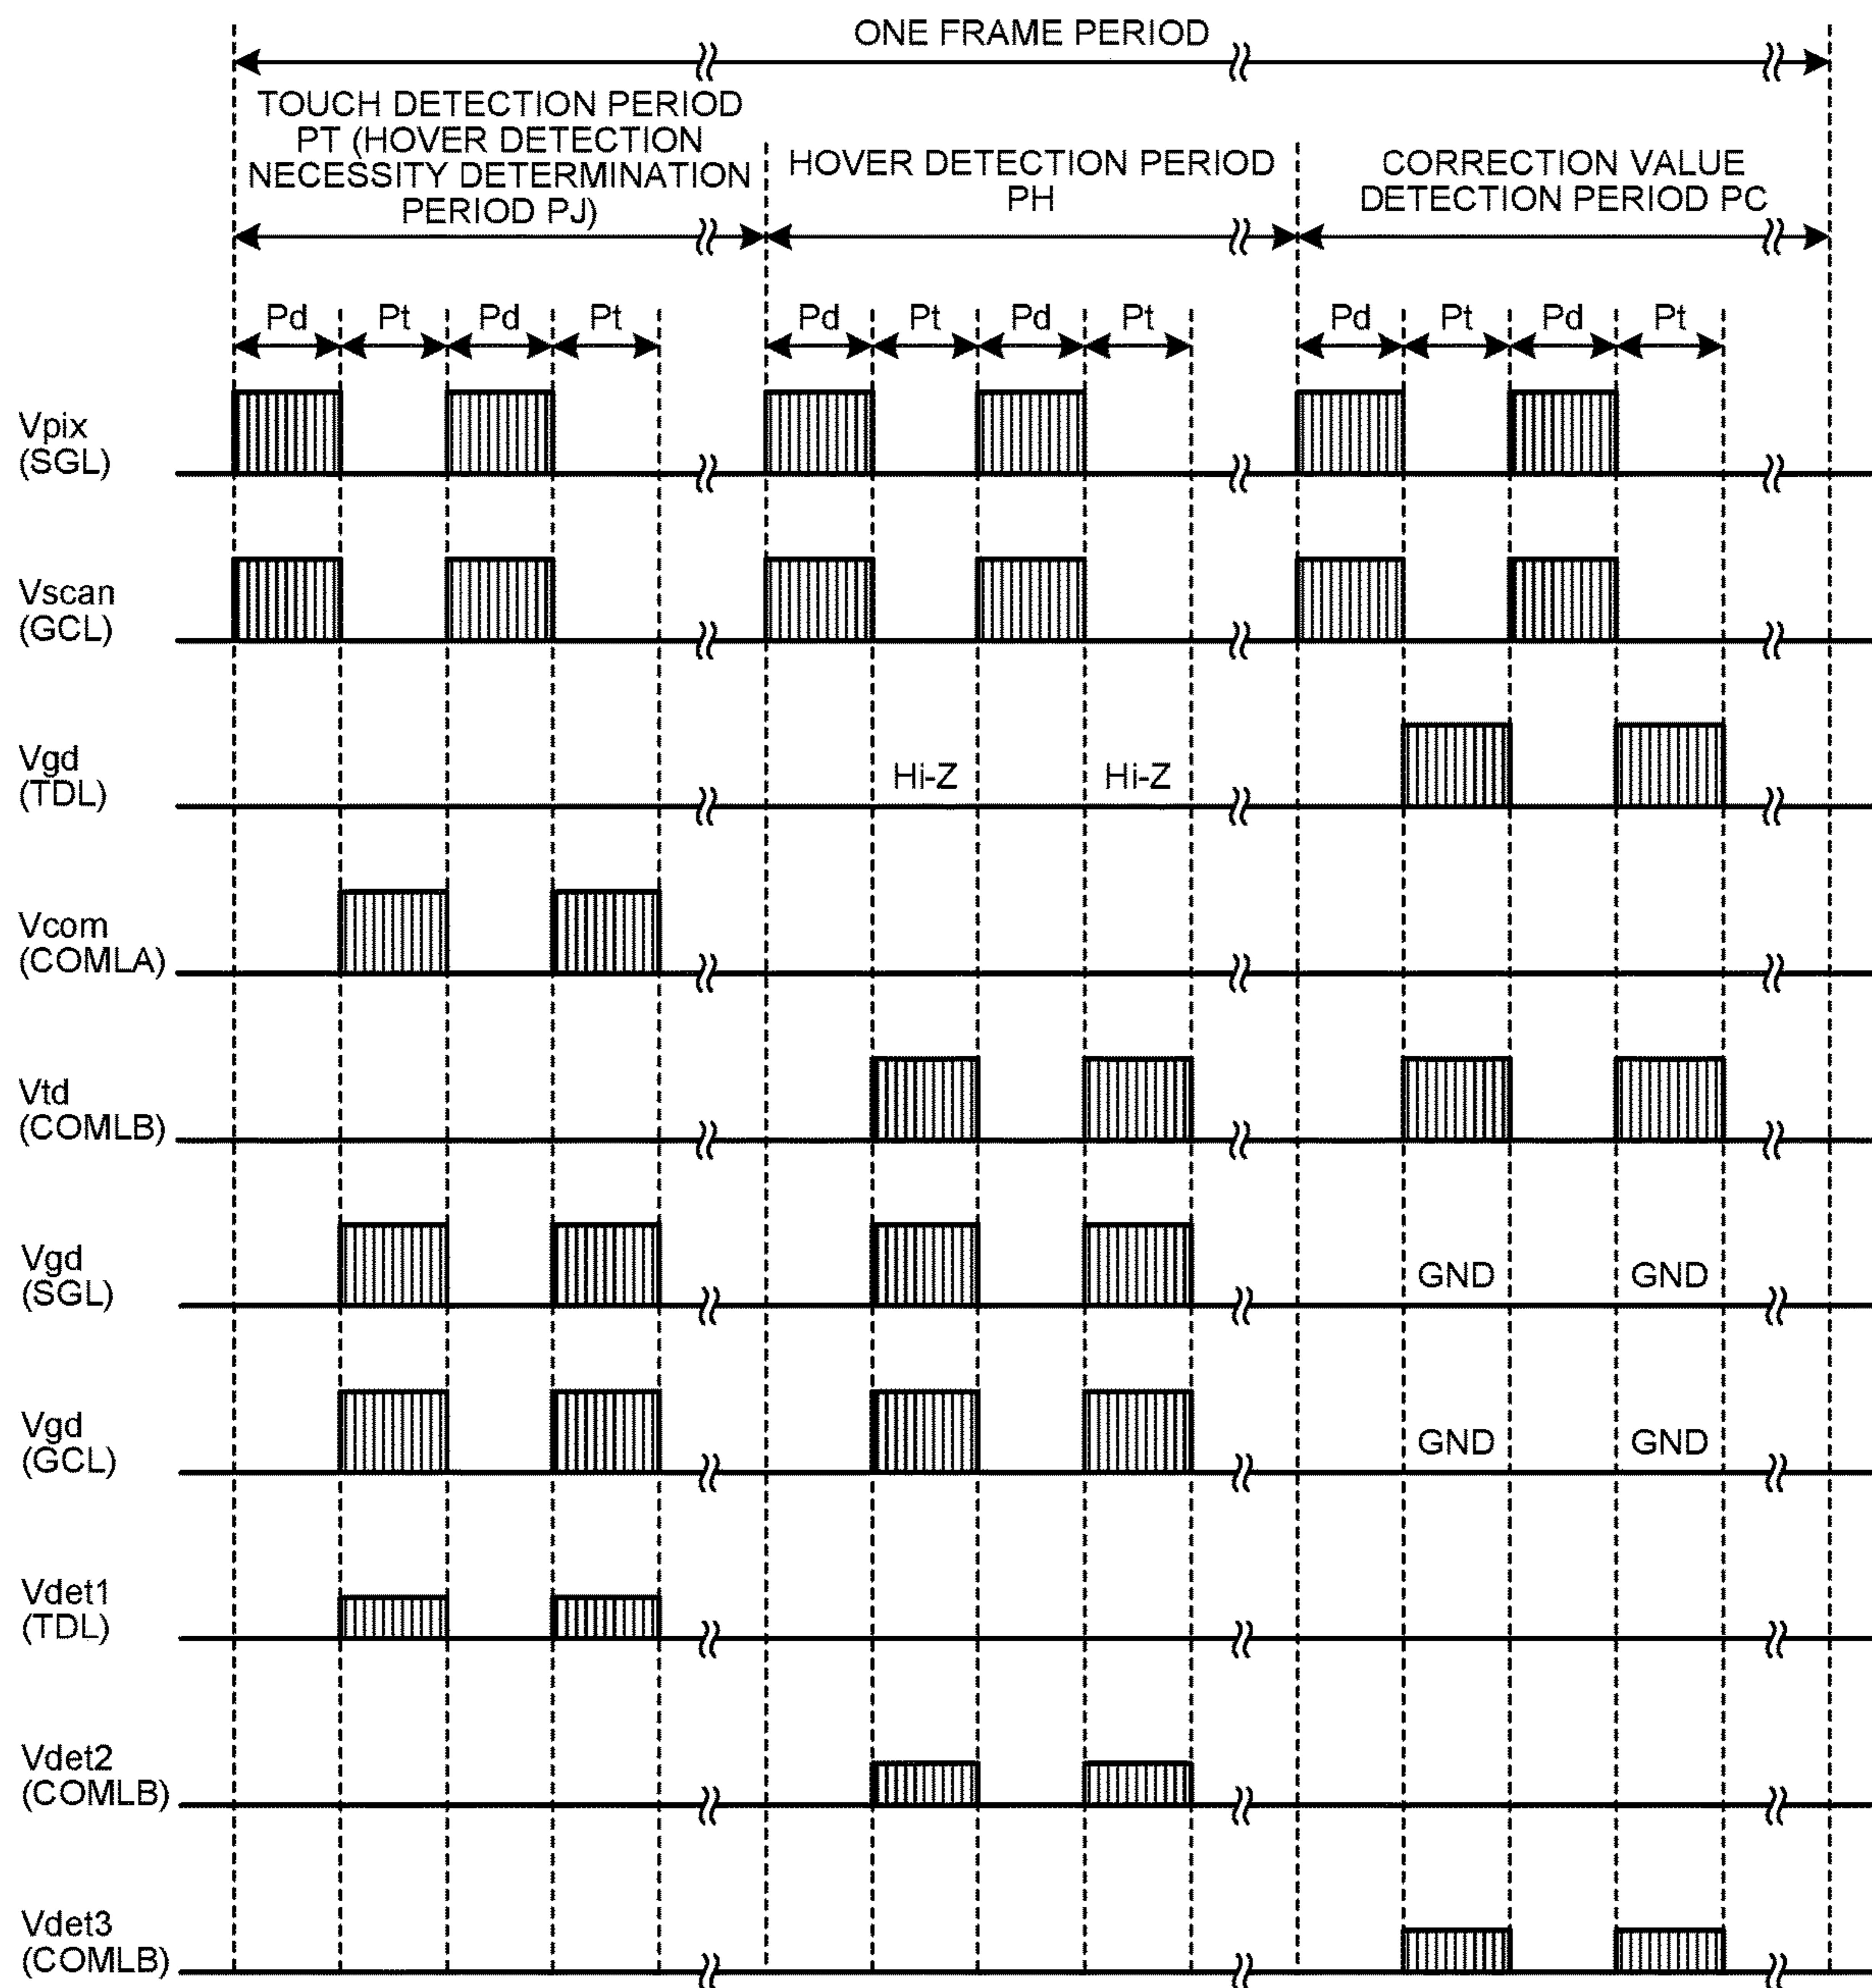 ONE FRAME PERIOD
TOUCH DETECTION PERIOD
PT (HOVER DETECTION
NECESSITY DETERMINATION
PERIOD PJ)
HOVER DETECTION PERIOD
PH
CORRECTION VALUE
DETECTION PERIOD PC
Pd Pt Pd Pt Pd Pt Pd Pt Pd Pt Pd Pt
Vpix
(SGL)
Vscan
(GCL)
Vgd
(TDL)
Hi-Z Hi-Z
Vcom
(COMLA)
Vtd
(COMLB)
Vgd
(SGL)
GND GND
Vgd
(GCL)
GND GND
Vdet1
(TDL)
Vdet2
(COMLB)
Vdet3
(COMLB)